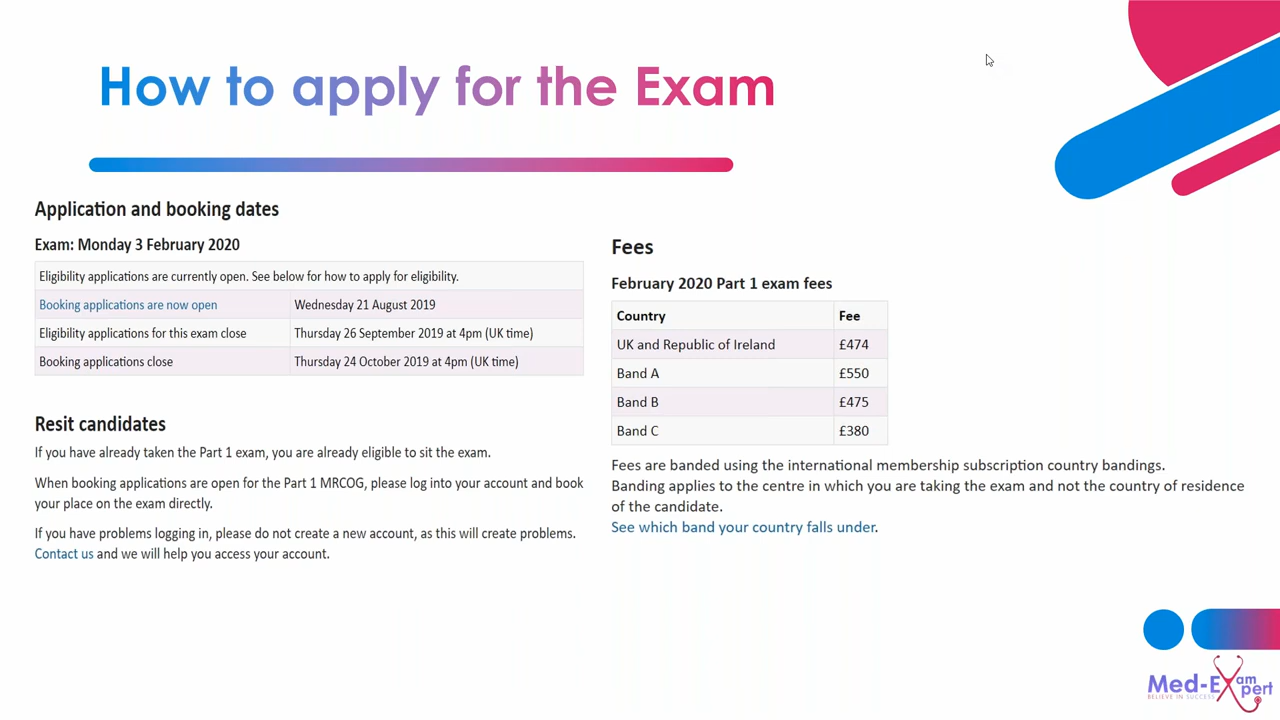 How to apply for the Exam
Application and booking dates
Exam: Monday 3 February 2020
Eligibility applications are currently open. See below for how to apply for eligibility.
Booking applications are now open Wednesday 21 August 2019
Eligibility applications for this exam close Thursday 26 September 2019 at 4pm (UK time)
Booking applications close Thursday 24 October 2019 at 4pm (UK time)
Resit candidates
If you have already taken the Part 1 exam, you are already eligible to sit the exam.
When booking applications are open for the Part 1 MRCOG, please log into your account and book
your place on the exam directly.
If you have problems logging in, please do not create a new account, as this will create problems.
Contact us and we will help you access your account.
Fees
February 2020 Part 1 exam fees
Country Fee
UK and Republic of Ireland £474
Band A £550
Band B £475
Band C £380
Fees are banded using the international membership subscription country bandings.
Banding applies to the centre in which you are taking the exam and not the country of residence
of the candidate.
See which band your country falls under.
Med-Exam Expert
BELIEVE IN SUCCESS